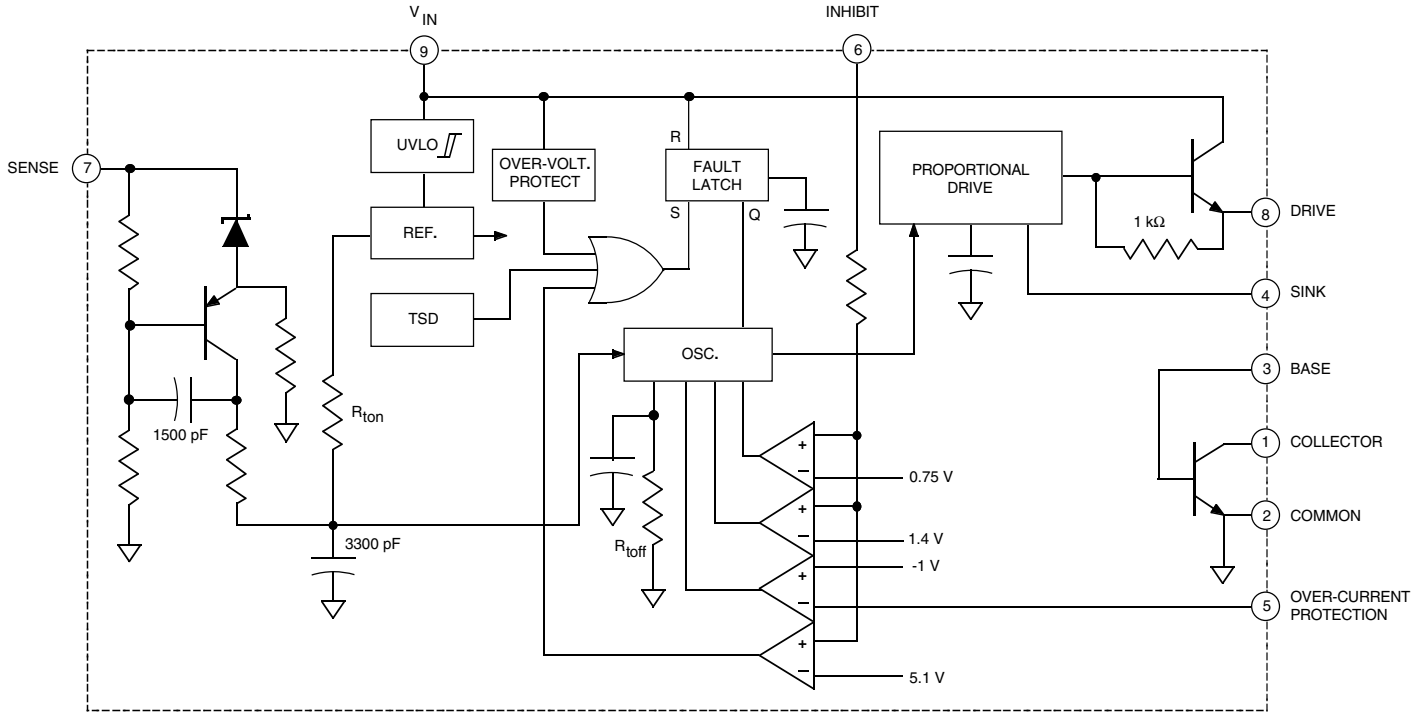 V IN
INHIBIT
9
6
R
UVLO
SENSE
7
OVER-VOLT.
PROTECT
FAULT
LATCH
PROPORTIONAL
DRIVE
S
Q
8
DRIVE
1 kΩ
REF.
4
SINK
TSD
OSC.
3
BASE
Rton
1500 pF
+
–
0.75 V
1
COLLECTOR
+
–
1.4 V
2
COMMON
3300 pF
Rtoff
-1 V
+
–
5
OVER-CURRENT
PROTECTION
+
–
5.1 V